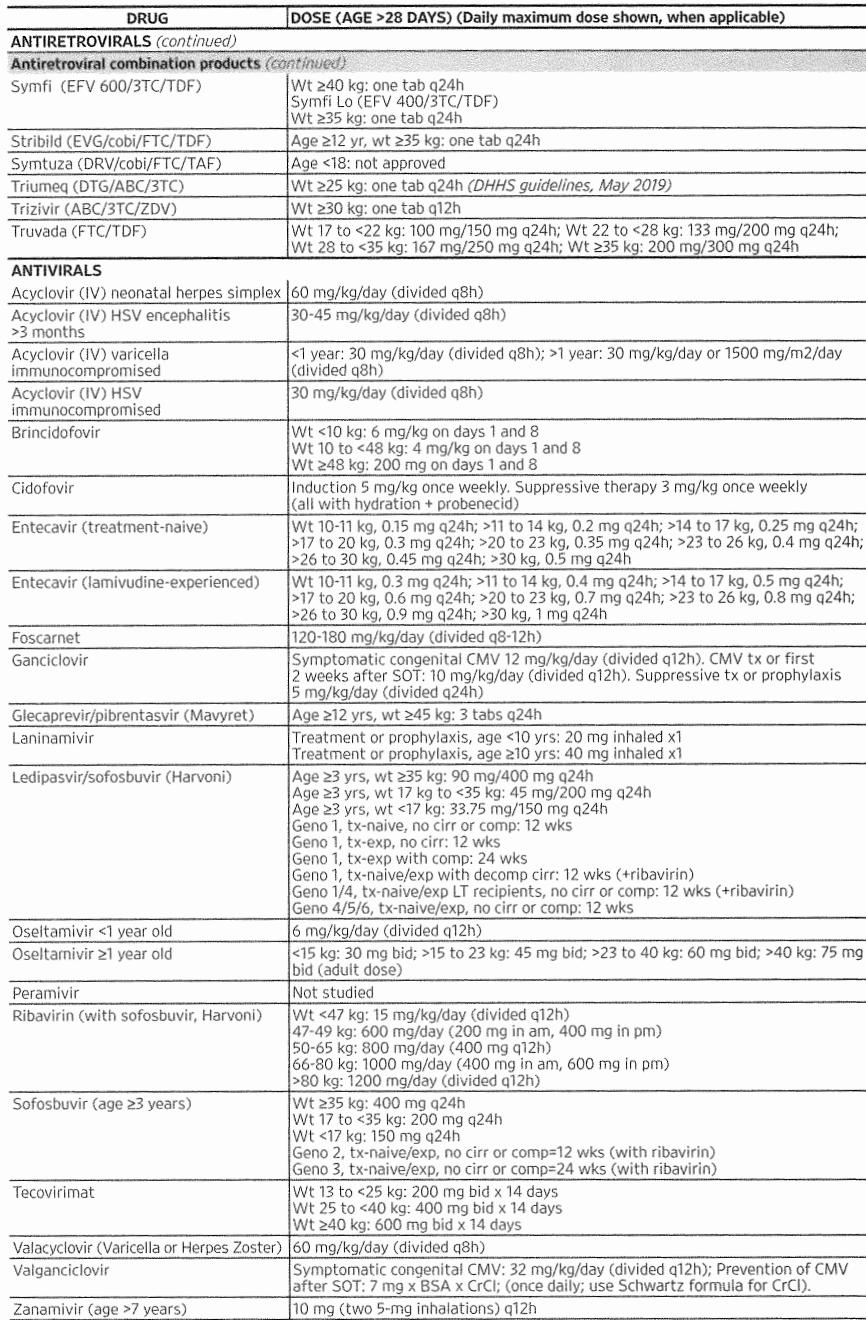 DRUG DOSE (AGE >28 DAYS) (Daily maximum dose shown, when applicable)
ANTIRETROVIRALS (continued)
Antiretroviral combination products (continued)
Symfi (EFV 600/3TC/TDF) Wt ≥40 kg: one tab q24h
Symfi Lo (EFV 400/3TC/TDF)
Wt ≥35 kg: one tab q24h
Stribild (EVG/cobi/FTC/TDF) Age ≥12 yr, wt ≥35 kg: one tab q24h
Symtuza (DRV/cobi/FTC/TAF) Age <18: not approved
Triumeq (DTG/ABC/3TC) Wt ≥25 kg: one tab q24h (DHHS guidelines, May 2019)
Trizivir (ABC/3TC/ZDV) Wt ≥30 kg: one tab q12h
Truvada (FTC/TDF) Wt 17 to <22 kg: 100 mg/150 mg q24h; Wt 22 to <28 kg: 133 mg/200 mg q24h;
Wt 28 to <35 kg: 167 mg/250 mg q24h; Wt ≥35 kg: 200 mg/300 mg q24h
ANTIVIRALS
Acyclovir (IV) neonatal herpes simplex 60 mg/kg/day (divided q8h)
Acyclovir (IV) HSV encephalitis 30-45 mg/kg/day (divided q8h)
>3 months
Acyclovir (IV) varicella <1 year: 30 mg/kg/day (divided q8h); >1 year: 30 mg/kg/day or 1500 mg/m2/day
immunocompromised (divided q8h)
Acyclovir (IV) HSV 30 mg/kg/day (divided q8h)
immunocompromised
Brincidofovir Wt <10 kg: 6 mg/kg on days 1 and 8
Wt 10 to <48 kg: 4 mg/kg on days 1 and 8
Wt ≥48 kg: 200 mg on days 1 and 8
Cidofovir Induction 5 mg/kg once weekly. Suppressive therapy 3 mg/kg once weekly
(all with hydration + probenecid)
Entecavir (treatment-naive) Wt 10-11 kg, 0.15 mg q24h; >11 to 14 kg, 0.2 mg q24h; >14 to 17 kg, 0.25 mg q24h;
>17 to 20 kg, 0.3 mg q24h; >20 to 23 kg, 0.35 mg q24h; >23 to 26 kg, 0.4 mg q24h;
>26 to 30 kg, 0.45 mg q24h; >30 kg, 0.5 mg q24h
Entecavir (lamivudine-experienced) Wt 10-11 kg, 0.3 mg q24h; >11 to 14 kg, 0.4 mg q24h; >14 to 17 kg, 0.5 mg q24h;
>17 to 20 kg, 0.6 mg q24h; >20 to 23 kg, 0.7 mg q24h; >23 to 26 kg, 0.8 mg q24h;
>26 to 30 kg, 0.9 mg q24h; >30 kg, 1 mg q24h
Foscarnet 120-180 mg/kg/day (divided q8-12h)
Ganciclovir Symptomatic congenital CMV 12 mg/kg/day (divided q12h). CMV tx or first
2 weeks after SOT: 10 mg/kg/day (divided q12h). Suppressive tx or prophylaxis
5 mg/kg/day (divided q24h)
Glecaprevir/pibrentasvir (Mavyret) Age ≥12 yrs, wt ≥45 kg: 3 tabs q24h
Laninamivir Treatment or prophylaxis, age <10 yrs: 20 mg inhaled x1
Treatment or prophylaxis, age ≥10 yrs: 40 mg inhaled x1
Ledipasvir/sofosbuvir (Harvoni) Age ≥3 yrs, wt ≥35 kg: 90 mg/400 mg q24h
Age ≥3 yrs, wt 17 kg to <35 kg: 45 mg/200 mg q24h
Age ≥3 yrs, wt <17 kg: 33.75 mg/150 mg q24h
Geno 1, tx-naive, no cirr or comp: 12 wks
Geno 1, tx-exp, no cirr: 12 wks
Geno 1, tx-exp with comp: 24 wks
Geno 1, tx-naive/exp with decomp cirr: 12 wks (+ribavirin)
Geno 1/4, tx-naive/exp LT recipients, no cirr or comp: 12 wks (+ribavirin)
Geno 4/5/6, tx-naive/exp, no cirr or comp: 12 wks
Oseltamivir <1 year old 6 mg/kg/day (divided q12h)
Oseltamivir ≥1 year old <15 kg: 30 mg bid; >15 to 23 kg: 45 mg bid; >23 to 40 kg: 60 mg bid; >40 kg: 75 mg
bid (adult dose)
Peramivir Not studied
Ribavirin (with sofosbuvir, Harvoni) Wt <47 kg: 15 mg/kg/day (divided q12h)
47-49 kg: 600 mg/day (200 mg in am, 400 mg in pm)
50-65 kg: 800 mg/day (400 mg q12h)
66-80 kg: 1000 mg/day (400 mg in am, 600 mg in pm)
>80 kg: 1200 mg/day (divided q12h)
Sofosbuvir (age ≥3 years) Wt ≥35 kg: 400 mg q24h
Wt 17 to <35 kg: 200 mg q24h
Wt <17 kg: 150 mg q24h
Geno 2, tx-naive/exp, no cirr or comp=12 wks (with ribavirin)
Geno 3, tx-naive/exp, no cirr or comp=24 wks (with ribavirin)
Tecovirimat Wt 13 to <25 kg: 200 mg bid x 14 days
Wt 25 to <40 kg: 400 mg bid x 14 days
Wt ≥40 kg: 600 mg bid x 14 days
Valacyclovir (Varicella or Herpes Zoster) 60 mg/kg/day (divided q8h)
Valganciclovir Symptomatic congenital CMV: 32 mg/kg/day (divided q12h); Prevention of CMV
after SOT: 7 mg x BSA x CrCl; (once daily; use Schwartz formula for CrCl).
Zanamivir (age >7 years) 10 mg (two 5-mg inhalations) q12h